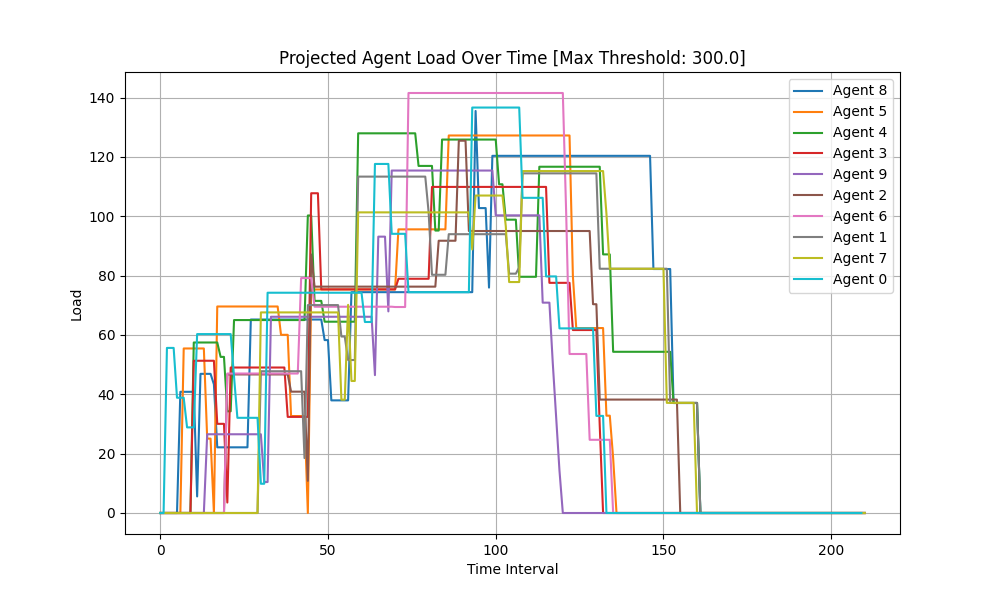 Projected Agent Load Over Time [Max Threshold: 300.0]
Load
140
120
100
80
60
40
20
0
0 50 100 150 200
Time Interval
Agent 8
Agent 5
Agent 4
Agent 3
Agent 9
Agent 2
Agent 6
Agent 1
Agent 7
Agent 0